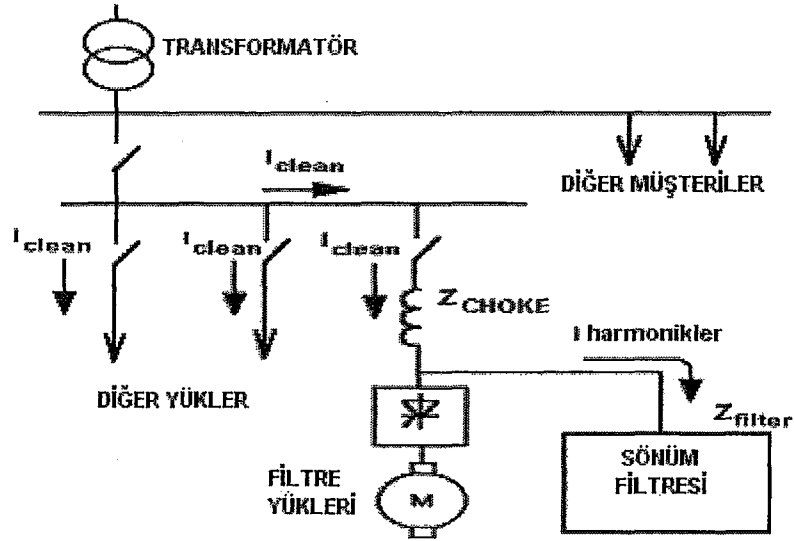 TRANSFORMATÖR
I clean
DİĞER MÜŞTERİLER
I clean
I clean
I clean
Z CHOKE
I harmonikler
DİĞER YÜKLER
Z filter
FİLTRE
YÜKLERİ
M
SÖNÜM
FİLTRESİ